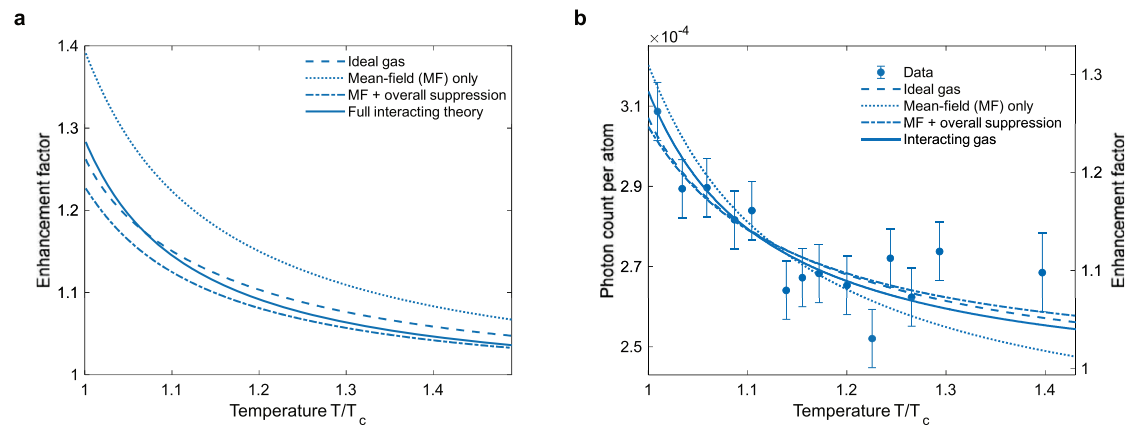 a
Enhancement factor
1.4
1.3
1.2
1.1
1
1
1.1
1.2
1.3
1.4
Temperature T/T_c
Ideal gas
Mean-field (MF) only
MF + overall suppression
Full interacting theory
b
×10^-4
Photon count per atom
3.1
2.9
2.7
2.5
1
1.1
1.2
1.3
1.4
Temperature T/T_c
Data
Ideal gas
Mean-field (MF) only
MF + overall suppression
Interacting gas
1.3
1.2
1.1
1
Enhancement factor